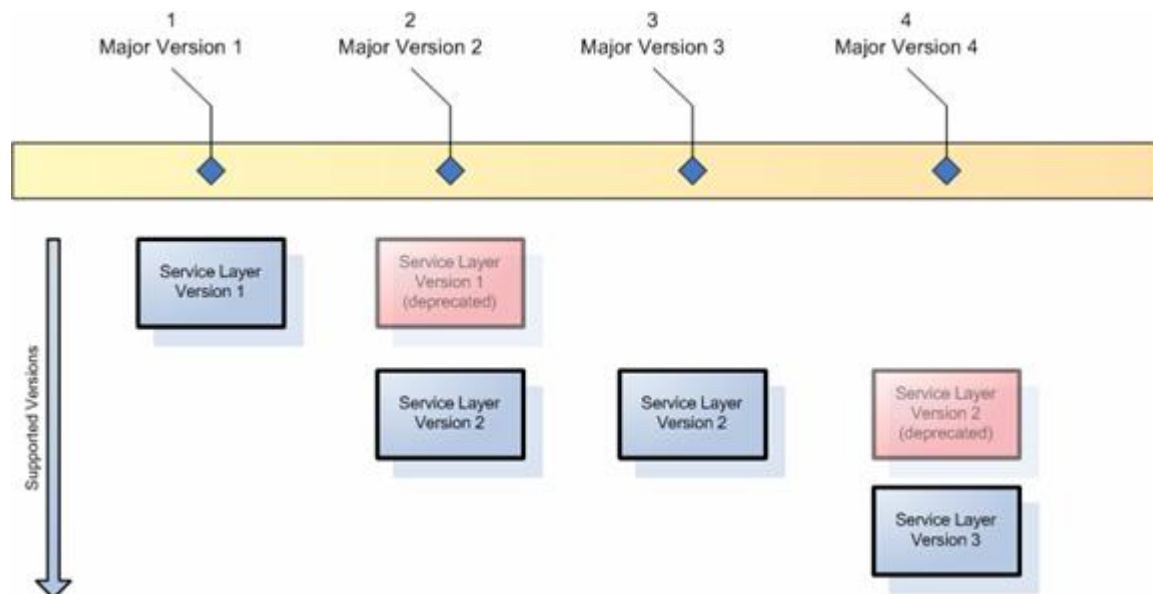 1
Major Version 1
2
Major Version 2
3
Major Version 3
4
Major Version 4
Supported Versions
Service Layer
Version 1
Service Layer
Version 1
(deprecated)
Service Layer
Version 2
Service Layer
Version 2
Service Layer
Version 2
(deprecated)
Service Layer
Version 3